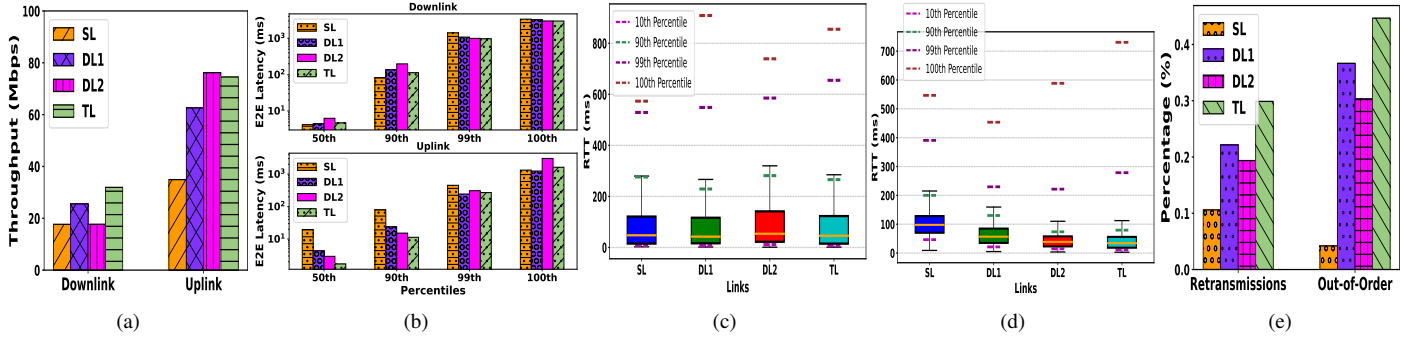 100
80
60
40
20
0
Throughput (Mbps)
SL
DL1
DL2
TL
Downlink
Uplink
(a)
Downlink
E2E Latency (ms)
10³
10²
10¹
SL
DL1
DL2
TL
50th
90th
99th
100th
Uplink
E2E Latency (ms)
10³
10²
10¹
SL
DL1
DL2
TL
50th
90th
99th
100th
Percentiles
(b)
RTT (ms)
800
600
400
200
0
10th Percentile
90th Percentile
99th Percentile
100th Percentile
SL
DL1
DL2
TL
Links
(c)
RTT (ms)
700
600
500
400
300
200
100
0
10th Percentile
90th Percentile
99th Percentile
100th Percentile
SL
DL1
DL2
TL
Links
(d)
Percentage (%)
0.4
0.3
0.2
0.1
0.0
SL
DL1
DL2
TL
Retransmissions
Out-of-Order
(e)